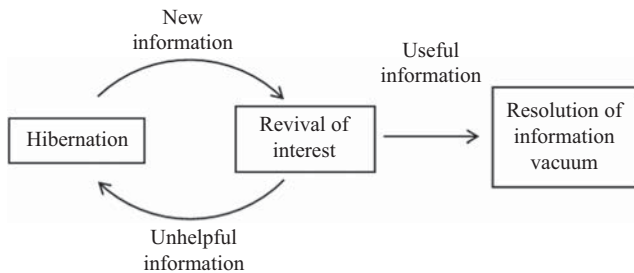 New
information
Useful
information
Hibernation
Revival of
interest
Resolution of
information
vacuum
Unhelpful
information